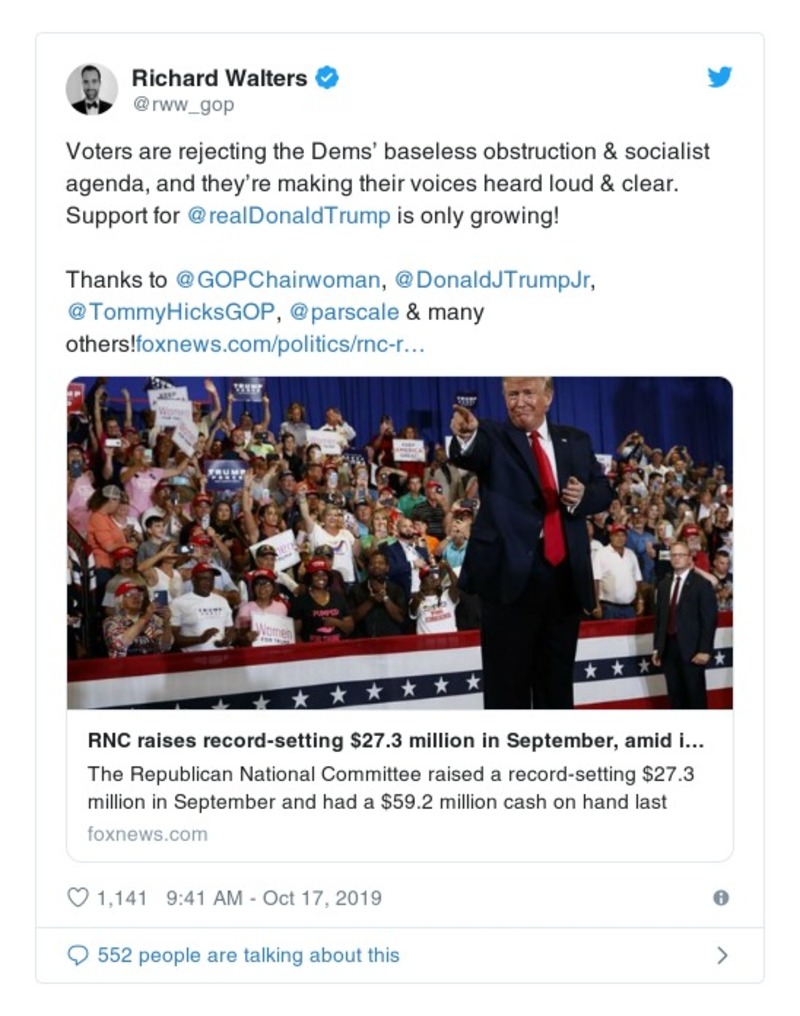 Richard Walters
@rww_gop
Voters are rejecting the Dems’ baseless obstruction & socialist
agenda, and they’re making their voices heard loud & clear.
Support for @realDonaldTrump is only growing!
Thanks to @GOPChairwoman, @DonaldJTrumpJr,
@TommyHicksGOP, @parscale & many
others!foxnews.com/politics/rnc-r…
TRUMP
Women
TRUMP
Women
RNC raises record-setting $27.3 million in September, amid i...
The Republican National Committee raised a record-setting $27.3
million in September and had a $59.2 million cash on hand last
foxnews.com
1,141 9:41 AM - Oct 17, 2019
552 people are talking about this